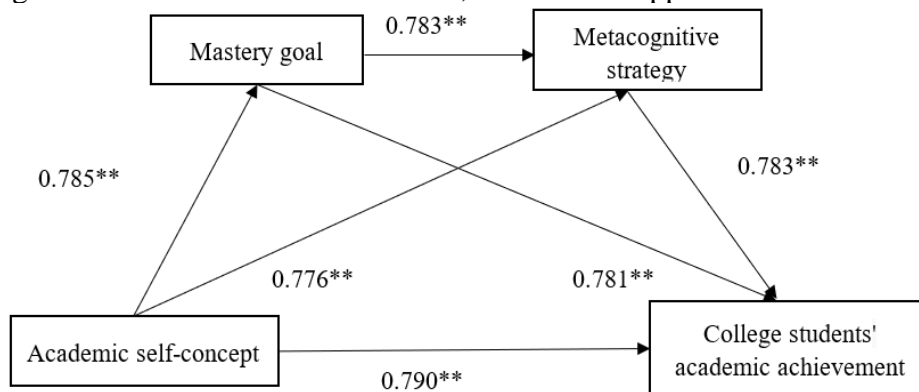 0.783**
Mastery goal
Metacognitive
strategy
0.785**
0.783**
0.776**
0.781**
Academic self-concept
College students'
academic achievement
0.790**